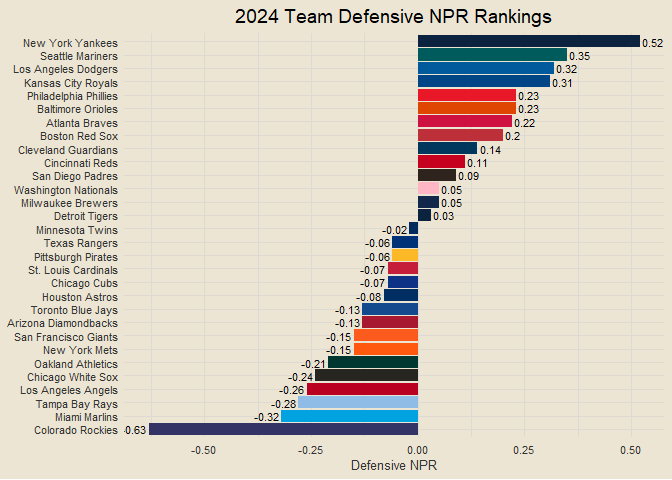 2024 Team Defensive NPR Rankings
New York Yankees 0.52
Seattle Mariners 0.35
Los Angeles Dodgers 0.32
Kansas City Royals 0.31
Philadelphia Phillies 0.23
Baltimore Orioles 0.23
Atlanta Braves 0.22
Boston Red Sox 0.2
Cleveland Guardians 0.14
Cincinnati Reds 0.11
San Diego Padres 0.09
Washington Nationals 0.05
Milwaukee Brewers 0.05
Detroit Tigers 0.03
Minnesota Twins -0.02
Texas Rangers -0.06
Pittsburgh Pirates -0.06
St. Louis Cardinals -0.07
Chicago Cubs -0.07
Houston Astros -0.08
Toronto Blue Jays -0.13
Arizona Diamondbacks -0.13
San Francisco Giants -0.15
New York Mets -0.15
Oakland Athletics -0.21
Chicago White Sox -0.24
Los Angeles Angels -0.26
Tampa Bay Rays -0.28
Miami Marlins -0.32
Colorado Rockies 0.63
-0.50 -0.25 0.00 0.25 0.50
Defensive NPR